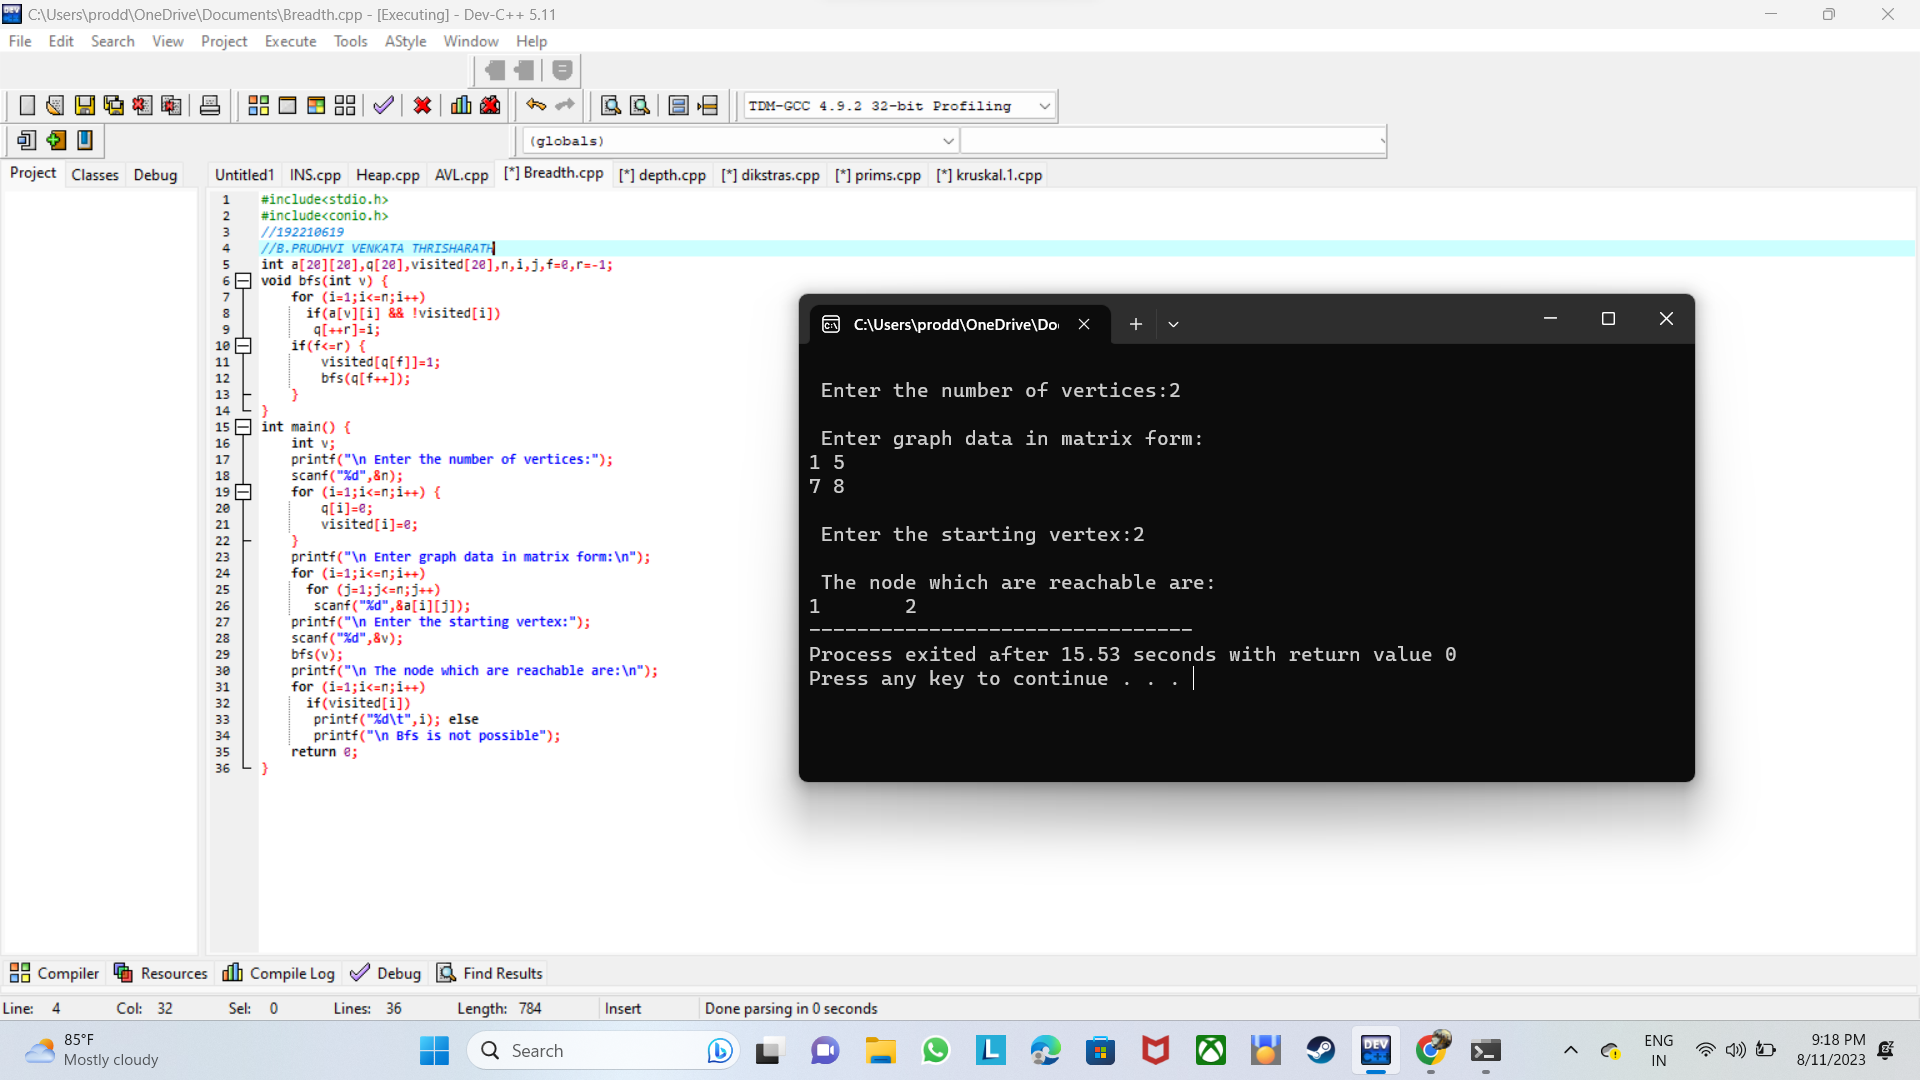 C:\Users\prodd\OneDrive\Documents\Breadth.cpp - [Executing] - Dev-C++ 5.11
File Edit Search View Project Execute Tools AStyle Window Help
TDM-GCC 4.9.2 32-bit Profiling
(globals)
Project Classes Debug
Untitled1 INS.cpp Heap.cpp AVL.cpp [*] Breadth.cpp [*] depth.cpp [*] dikstras.cpp [*] prims.cpp [*] kruskal.1.cpp
1 #include<stdio.h>
2 #include<conio.h>
3 //192210619
4 //B.PRUDHVI VENKATA THRISHARATH
5 int a[20][20],q[20],visited[20],n,i,j,f=0,r=-1;
6 void bfs(int v) {
7 for (i=1;i<=n;i++)
8 if(a[v][i] && !visited[i])
9 q[++r]=i;
10 if(f<=r) {
11 visited[q[f]]=1;
12 bfs(q[f++]);
13 }
14 }
15 int main() {
16 int v;
17 printf("\n Enter the number of vertices:");
18 scanf("%d",&n);
19 for (i=1;i<=n;i++) {
20 q[i]=0;
21 visited[i]=0;
22 }
23 printf("\n Enter graph data in matrix form:\n");
24 for (i=1;i<=n;i++)
25 for (j=1;j<=n;j++)
26 scanf("%d",&a[i][j]);
27 printf("\n Enter the starting vertex:");
28 scanf("%d",&v);
29 bfs(v);
30 printf("\n The node which are reachable are:\n");
31 for (i=1;i<=n;i++)
32 if(visited[i])
33 printf("%d\t",i); else
34 printf("\n Bfs is not possible");
35 return 0;
36 }
C:\Users\prodd\OneDrive\Do
Enter the number of vertices:2
Enter graph data in matrix form:
1 5
7 8
Enter the starting vertex:2
The node which are reachable are:
1 2
--------------------------------
Process exited after 15.53 seconds with return value 0
Press any key to continue . . .
Compiler Resources Compile Log Debug Find Results
Line: 4 Col: 32 Sel: 0 Lines: 36 Length: 784 Insert Done parsing in 0 seconds
85°F
Mostly cloudy
Search
DEV C++
ENG
IN
9:18 PM
8/11/2023